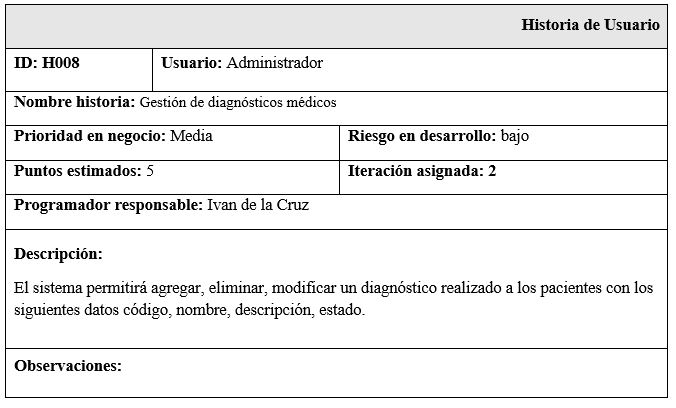 Historia de Usuario
ID: H008 Usuario: Administrador
Nombre historia: Gestión de diagnósticos médicos
Prioridad en negocio: Media Riesgo en desarrollo: bajo
Puntos estimados: 5 Iteración asignada: 2
Programador responsable: Ivan de la Cruz
Descripción:
El sistema permitirá agregar, eliminar, modificar un diagnóstico realizado a los pacientes con los
siguientes datos código, nombre, descripción, estado.
Observaciones: